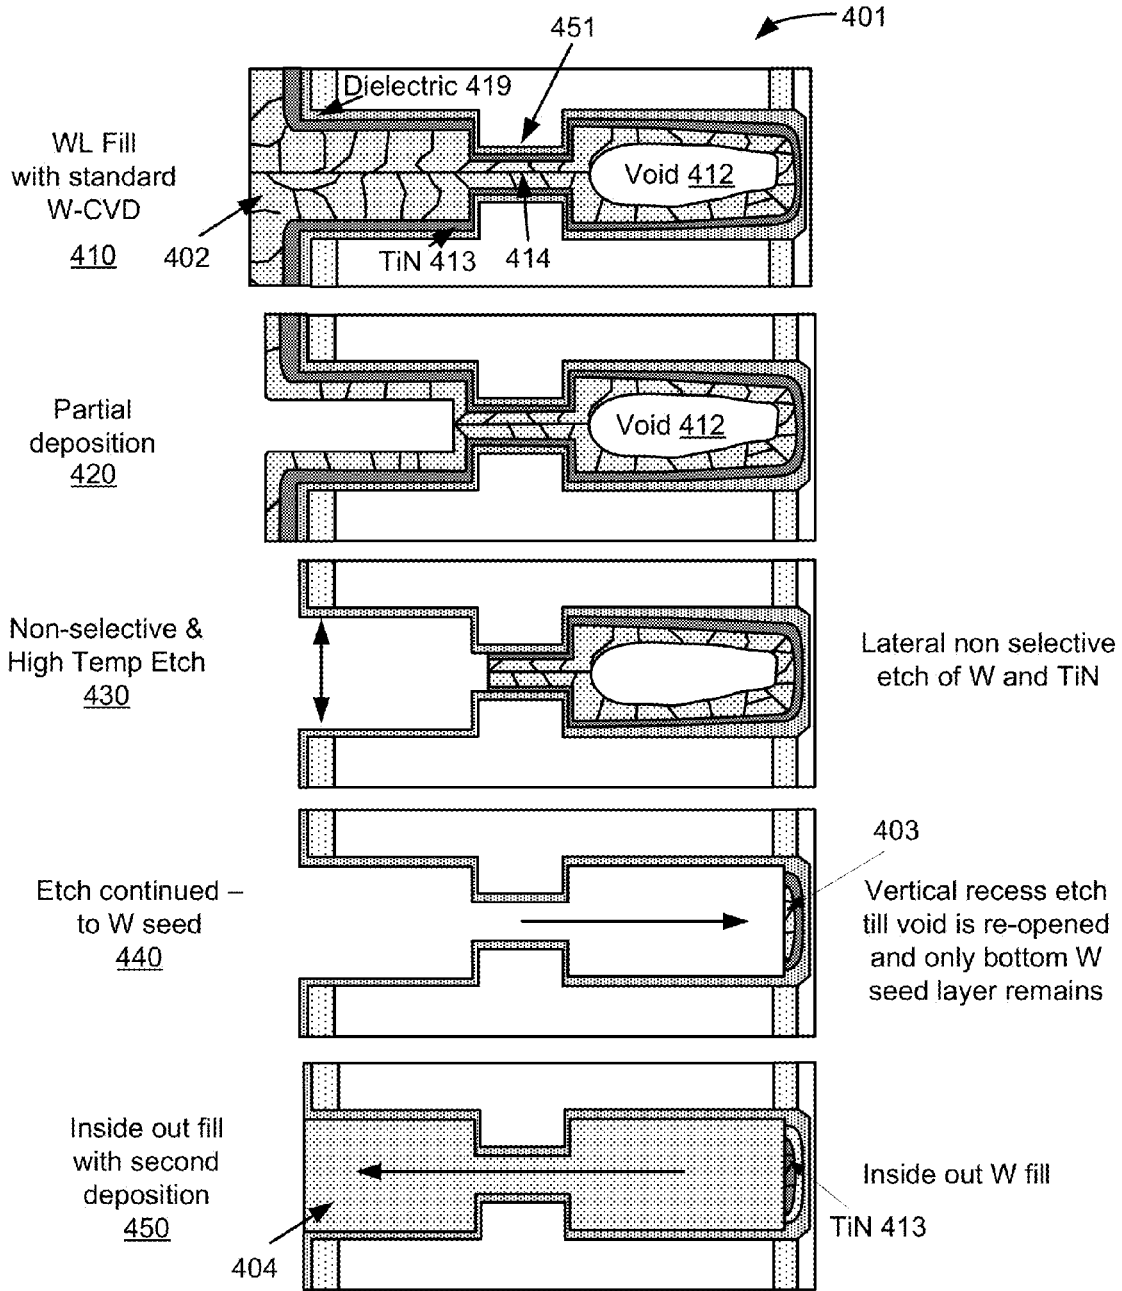 401
451
Dielectric 419
WL Fill
with standard
W-CVD
410
Void 412
402
TiN 413
414
Partial
deposition
420
Void 412
Non-selective &
High Temp Etch
430
Lateral non selective
etch of W and TiN
403
Etch continued –
to W seed
440
Vertical recess etch
till void is re-opened
and only bottom W
seed layer remains
Inside out fill
with second
deposition
450
Inside out W fill
TiN 413
404